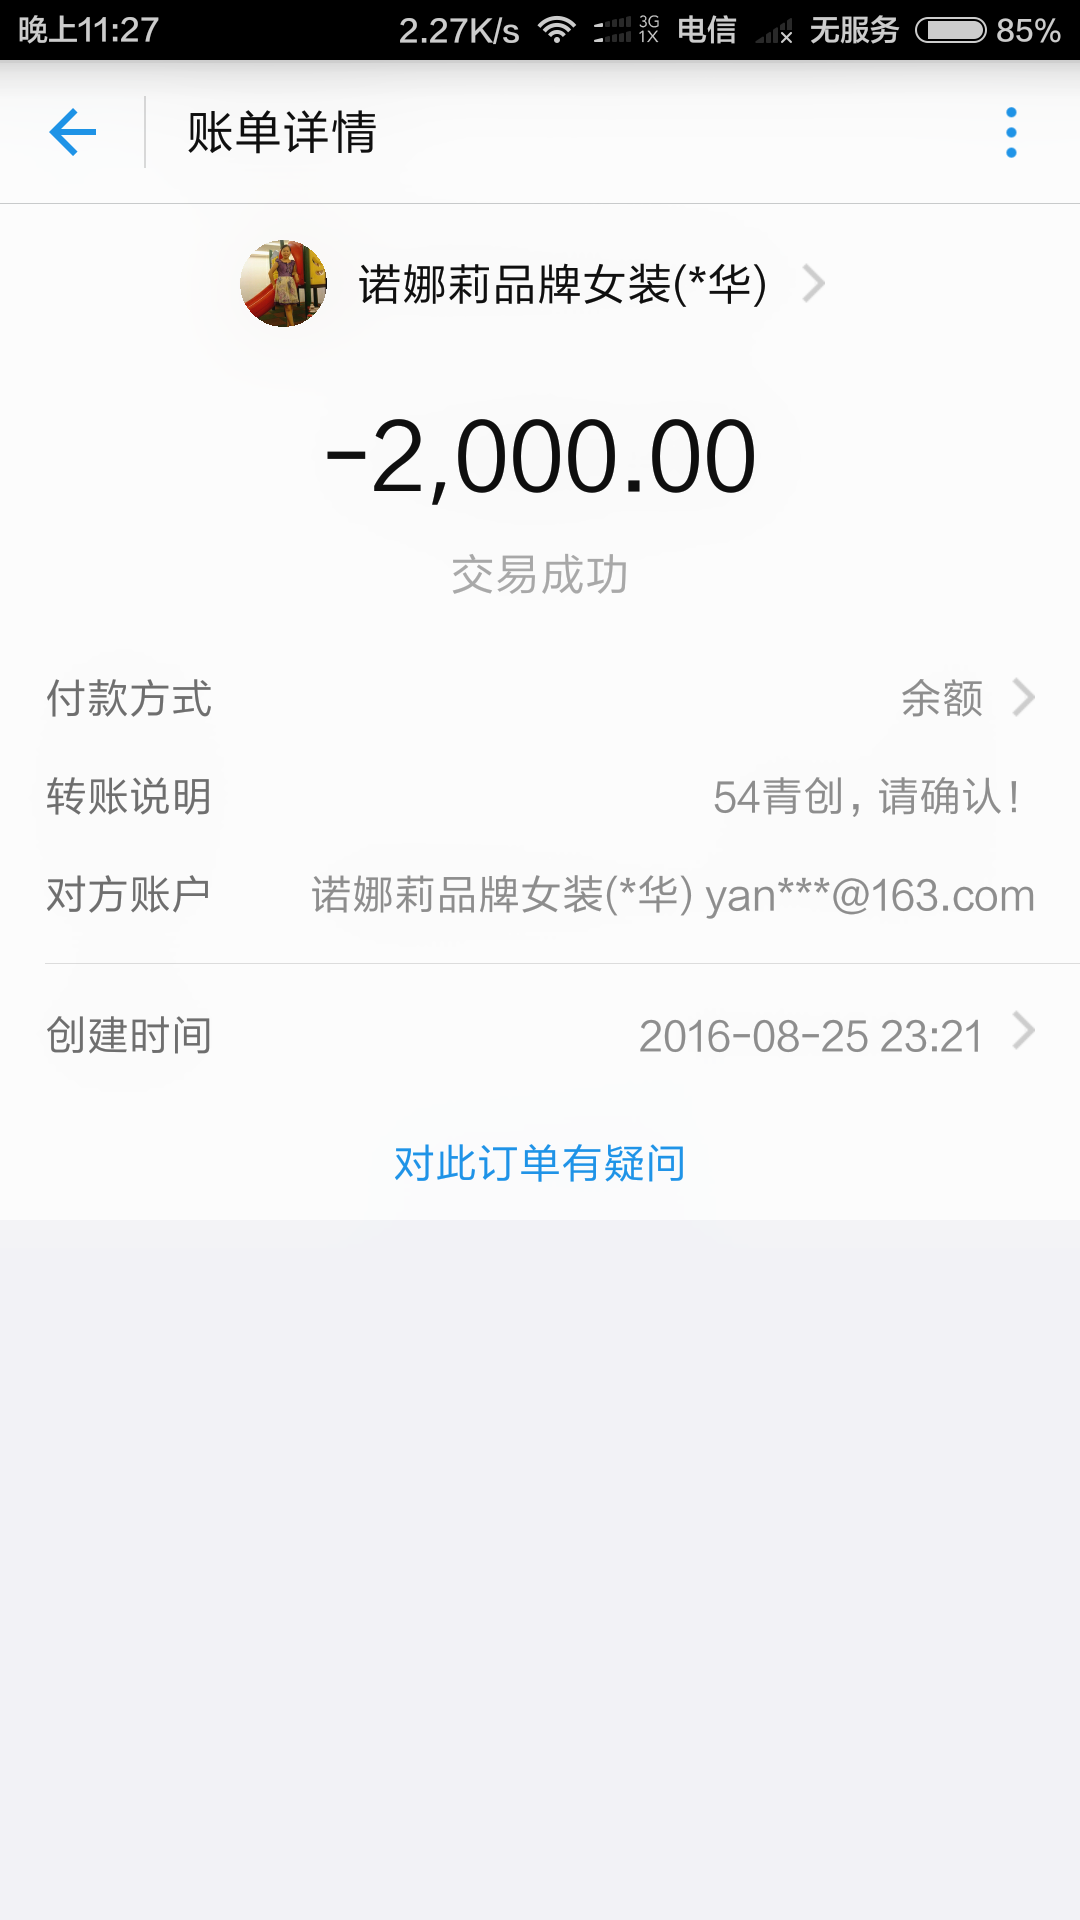 晚上11:27 2.27K/s 3G 1X 电信 无服务 85%
账单详情
诺娜莉品牌女装(*华)
-2,000.00
交易成功
付款方式 余额
转账说明 54青创，请确认！
对方账户 诺娜莉品牌女装(*华) yan***@163.com
创建时间 2016-08-25 23:21
对此订单有疑问